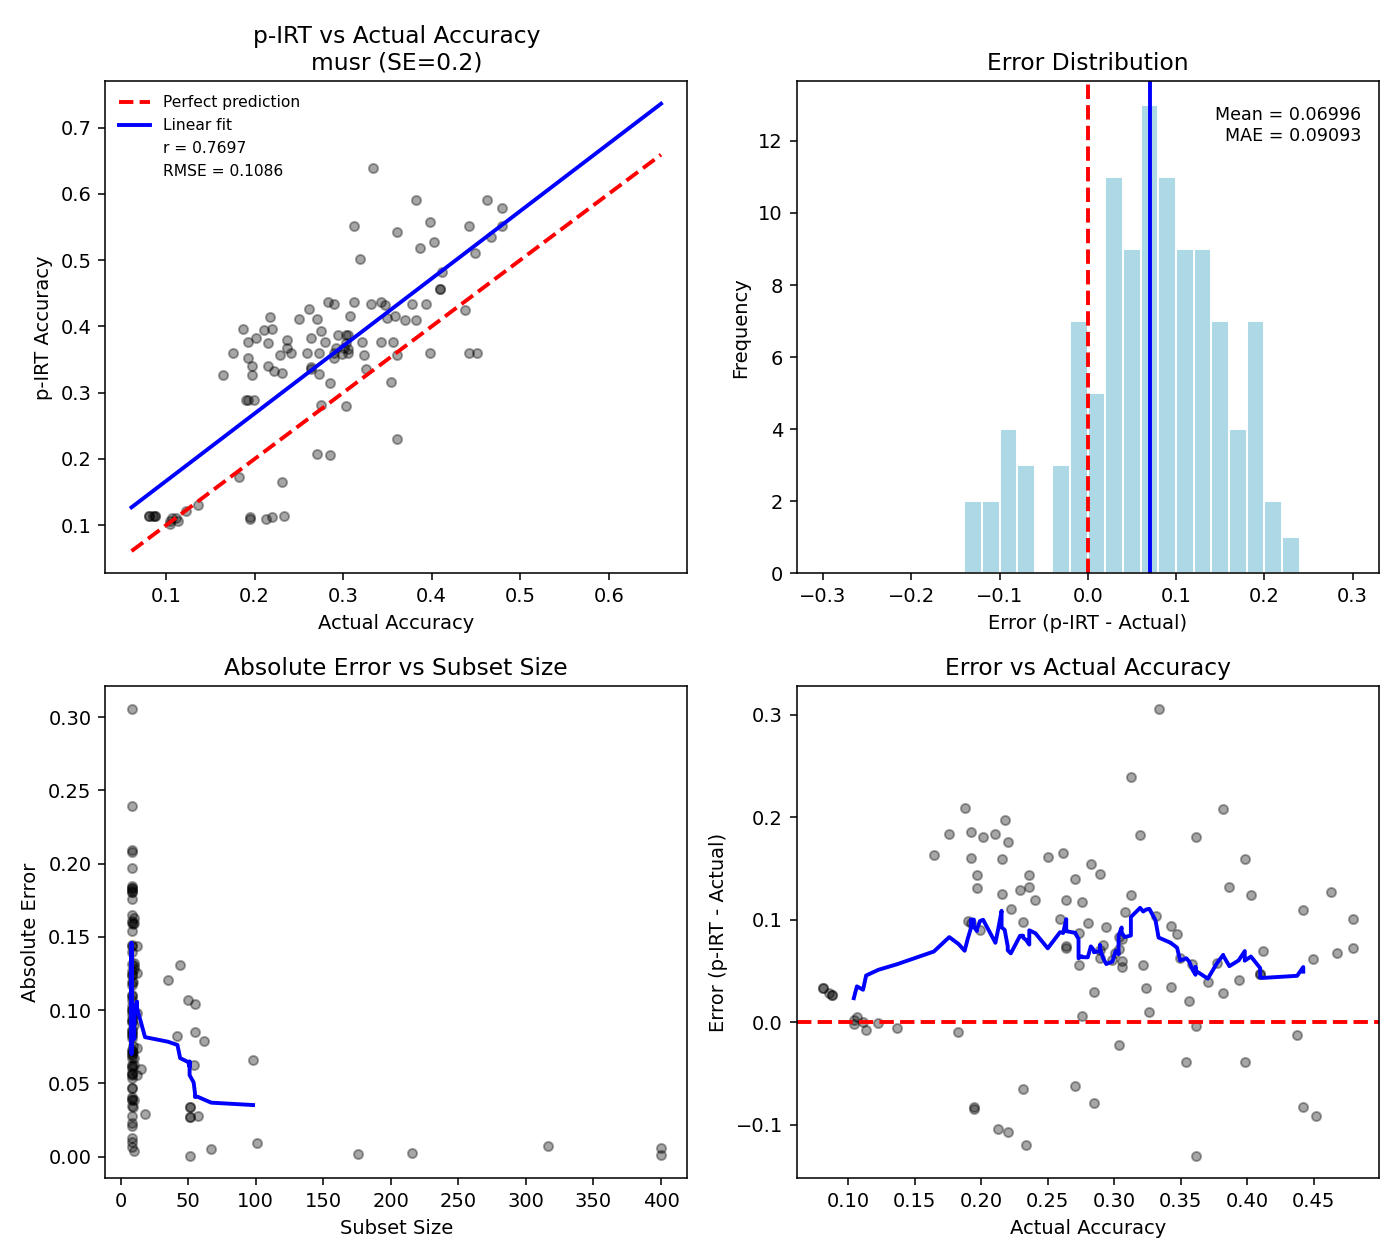 p-IRT vs Actual Accuracy
musr (SE=0.2)
Perfect prediction
Linear fit
r = 0.7697
RMSE = 0.1086
0.7
0.6
0.5
0.4
0.3
0.2
0.1
p-IRT Accuracy
0.1 0.2 0.3 0.4 0.5 0.6
Actual Accuracy
Error Distribution
Mean = 0.06996
MAE = 0.09093
12
10
8
6
4
2
0
Frequency
−0.3 −0.2 −0.1 0.0 0.1 0.2 0.3
Error (p-IRT - Actual)
Absolute Error vs Subset Size
0.30
0.25
0.20
0.15
0.10
0.05
0.00
Absolute Error
0 50 100 150 200 250 300 350 400
Subset Size
Error vs Actual Accuracy
0.3
0.2
0.1
0.0
−0.1
Error (p-IRT - Actual)
0.10 0.15 0.20 0.25 0.30 0.35 0.40 0.45
Actual Accuracy